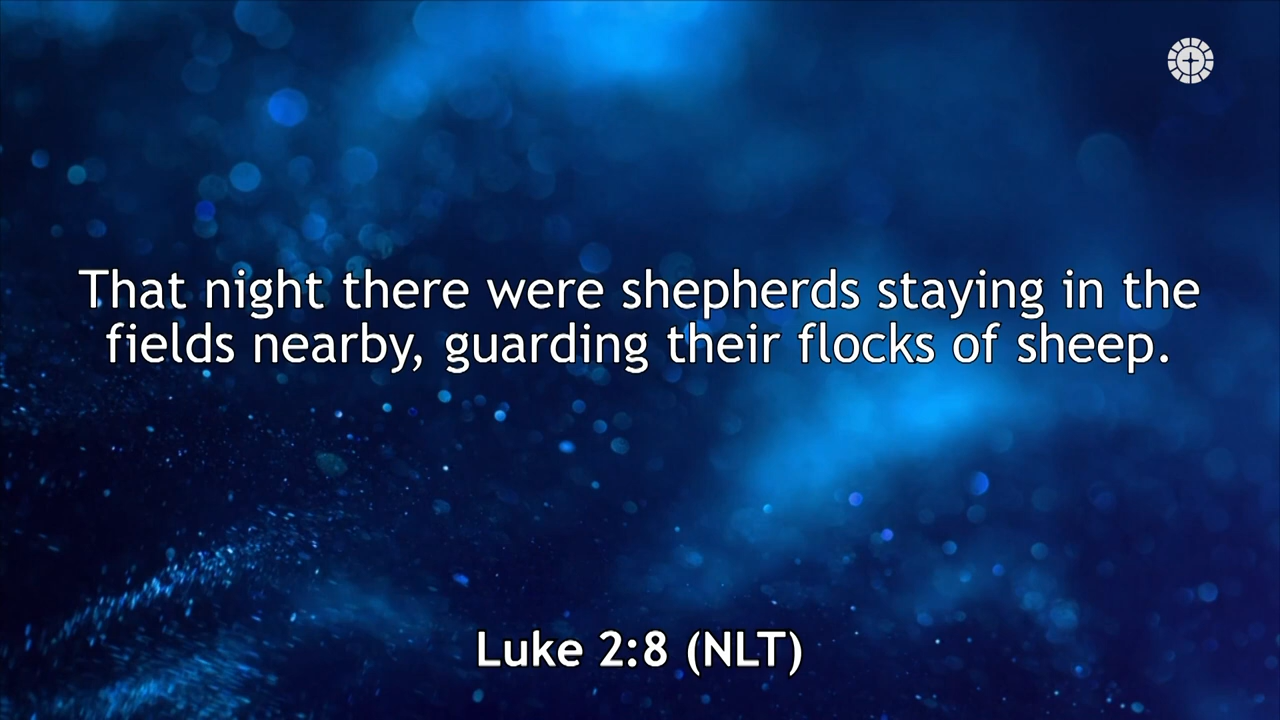 That night there were shepherds staying in the
fields nearby, guarding their flocks of sheep.
Luke 2:8 (NLT)